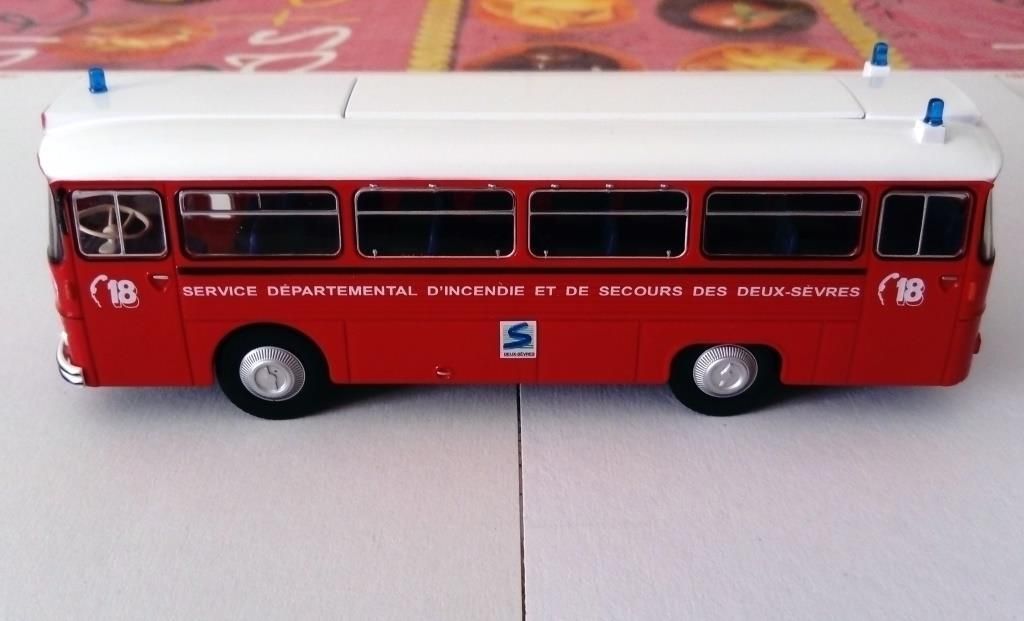 18
SERVICE DÉPARTEMENTAL D'INCENDIE ET DE SECOURS DES DEUX-SÈVRES
18
DEUX-SÈVRES